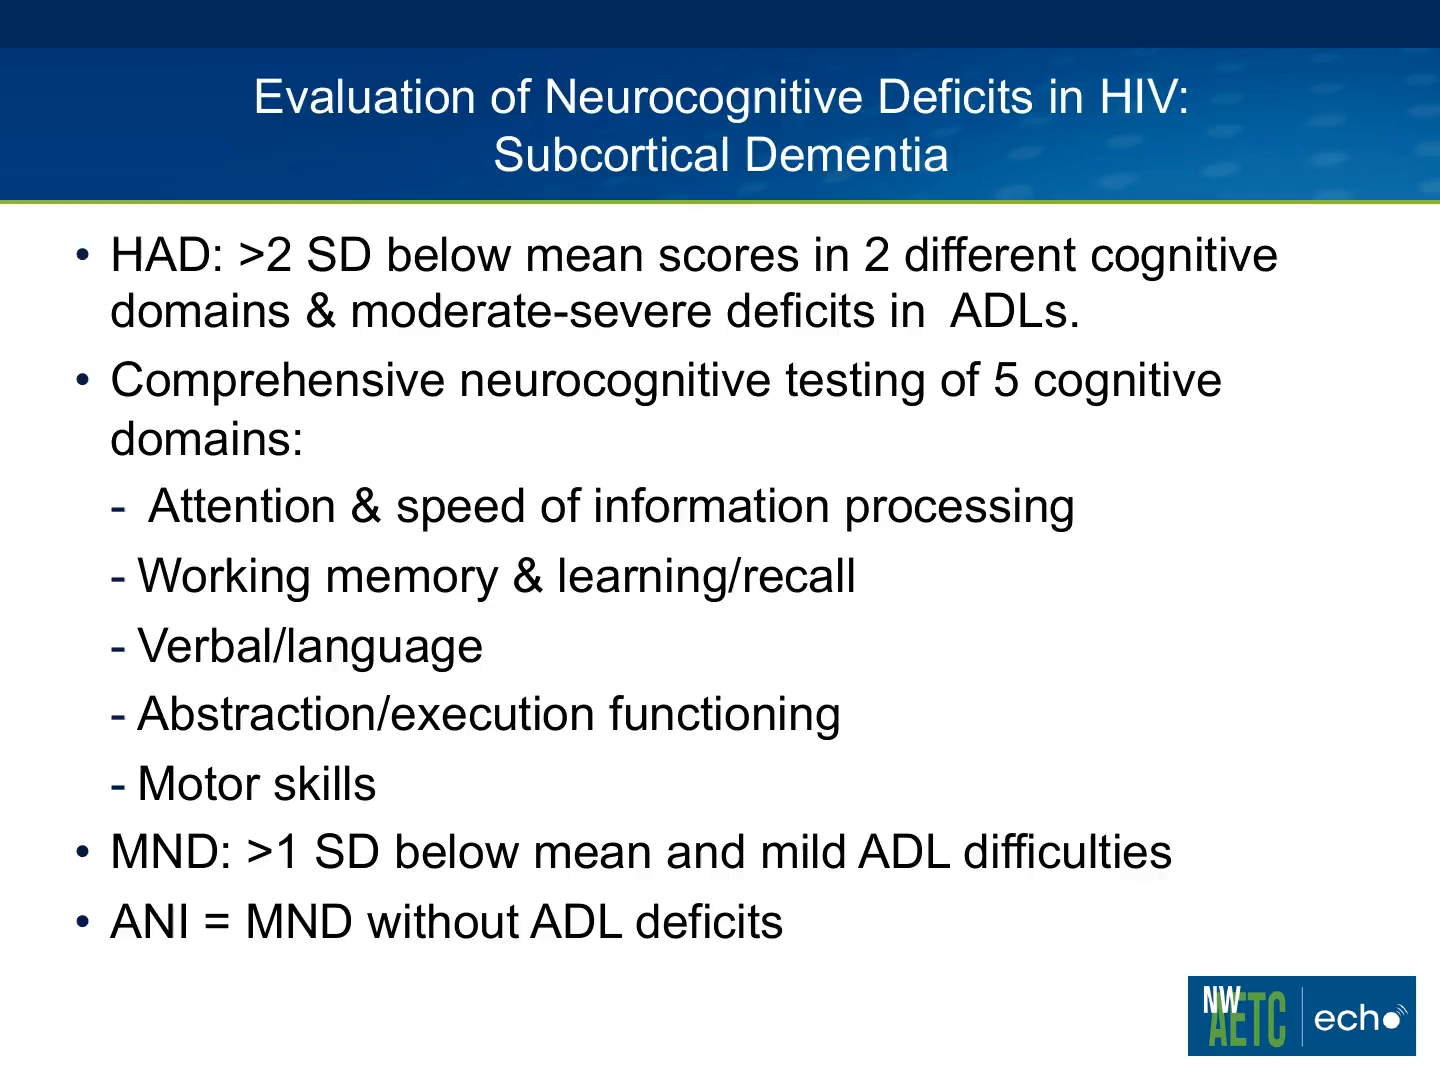 Evaluation of Neurocognitive Deficits in HIV:
Subcortical Dementia
• HAD: >2 SD below mean scores in 2 different cognitive
domains & moderate-severe deficits in  ADLs.
• Comprehensive neurocognitive testing of 5 cognitive
domains:
-  Attention & speed of information processing
- Working memory & learning/recall
- Verbal/language
- Abstraction/execution functioning
- Motor skills
• MND: >1 SD below mean and mild ADL difficulties
• ANI = MND without ADL deficits
NW
AETC
echo